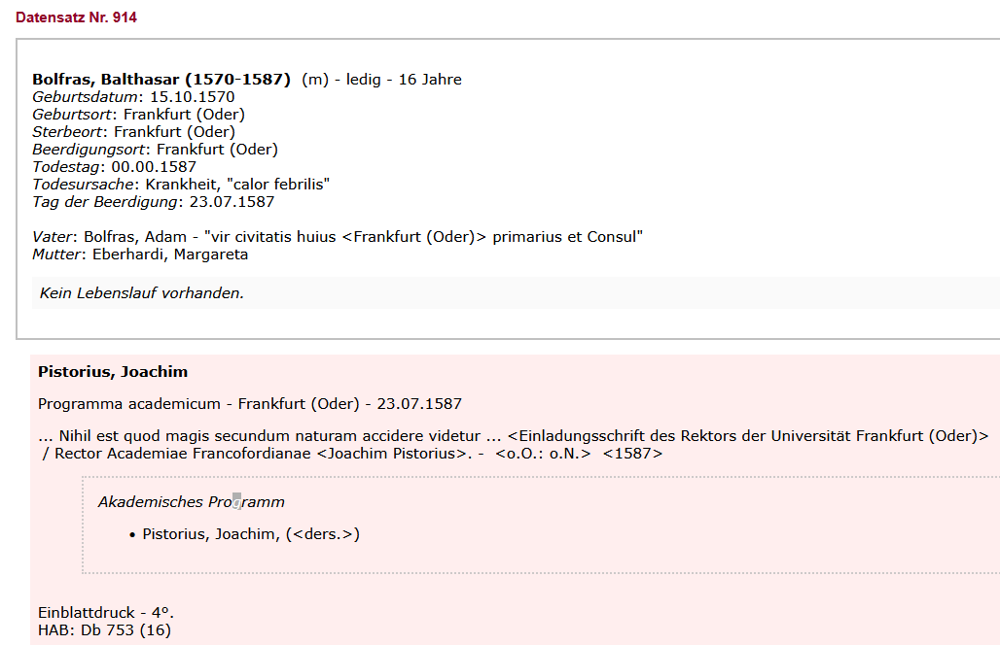 Datensatz Nr. 914
Bolfras, Balthasar (1570-1587) (m) - ledig - 16 Jahre
Geburtsdatum: 15.10.1570
Geburtsort: Frankfurt (Oder)
Sterbeort: Frankfurt (Oder)
Beerdigungsort: Frankfurt (Oder)
Todestag: 00.00.1587
Todesursache: Krankheit, "calor febrilis"
Tag der Beerdigung: 23.07.1587
Vater: Bolfras, Adam - "vir civitatis huius <Frankfurt (Oder)> primarius et Consul"
Mutter: Eberhardi, Margareta
Kein Lebenslauf vorhanden.
Pistorius, Joachim
Programma academicum - Frankfurt (Oder) - 23.07.1587
... Nihil est quod magis secundum naturam accidere videtur ... <Einladungsschrift des Rektors der Universität Frankfurt (Oder)>
/ Rector Academiae Francofordianae <Joachim Pistorius>. - <o.O.: o.N.> <1587>
Akademisches Programm
• Pistorius, Joachim, (<ders.>)
Einblattdruck - 4º.
HAB: Db 753 (16)